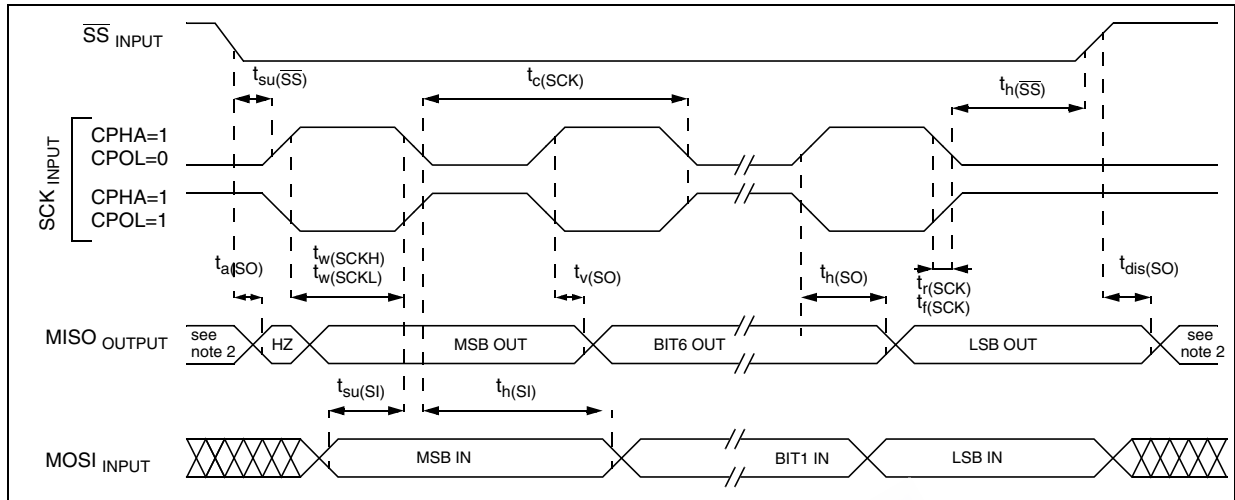 SS INPUT
tsu(SS)
tc(SCK)
th(SS)
SCK INPUT
CPHA=1
CPOL=0
CPHA=1
CPOL=1
ta(SO)
tw(SCKH)
tw(SCKL)
tv(SO)
th(SO)
tr(SCK)
tf(SCK)
tdis(SO)
MISO OUTPUT
see
note 2
HZ
MSB OUT
BIT6 OUT
LSB OUT
see
note 2
tsu(SI)
th(SI)
MOSI INPUT
MSB IN
BIT1 IN
LSB IN